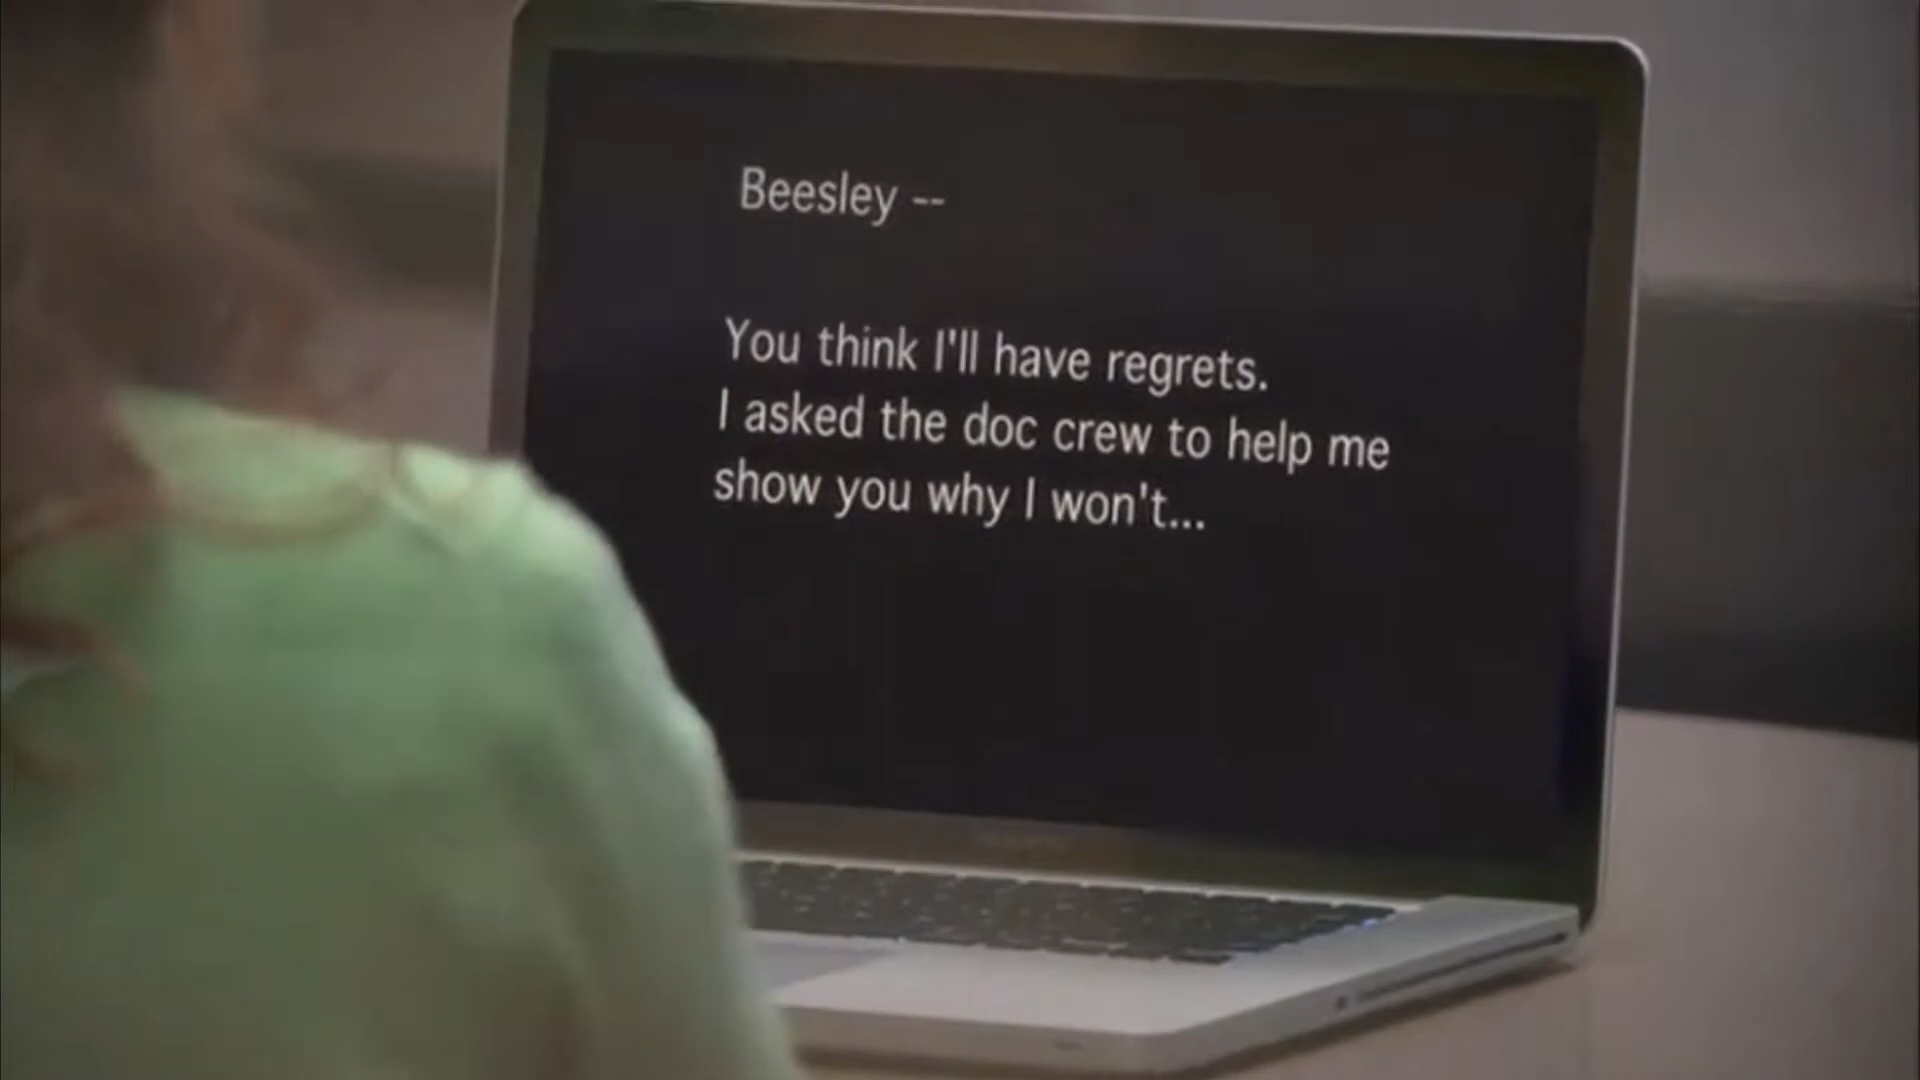 Beesley --
You think I'll have regrets.
I asked the doc crew to help me
show you why I won't...